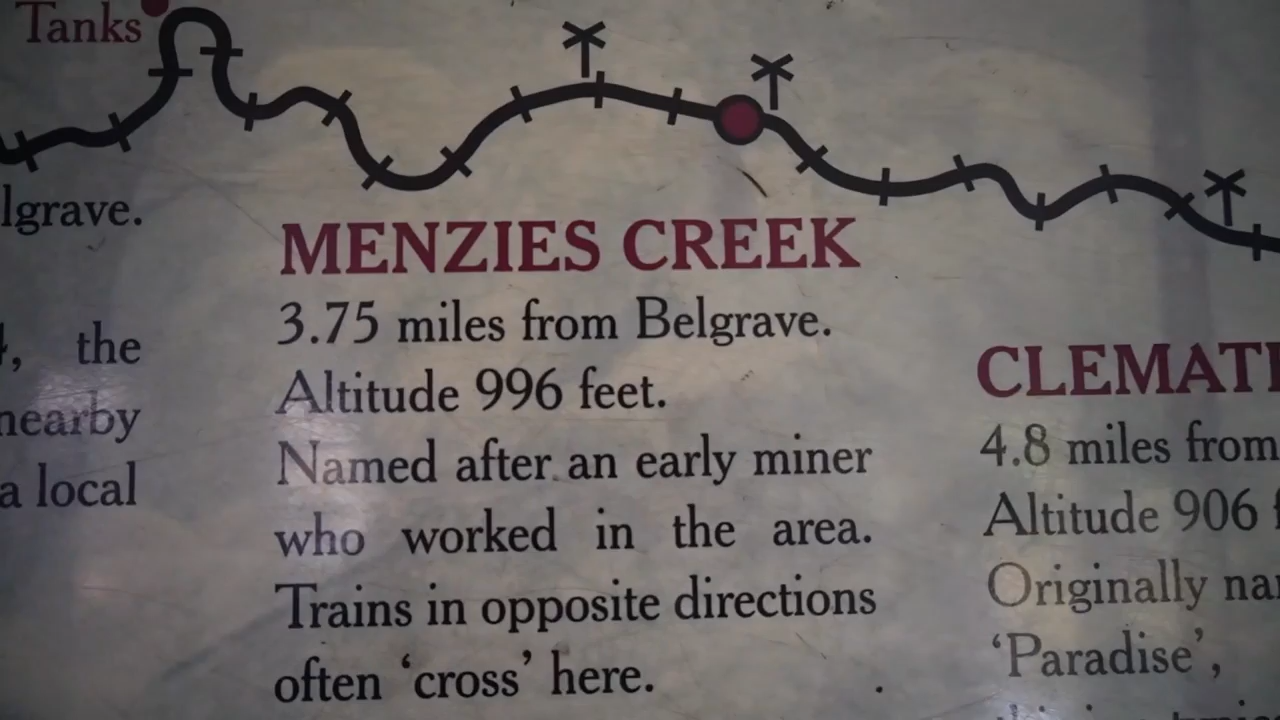 Tanks
lgrave.
the
nearby
a local
MENZIES CREEK
3.75 miles from Belgrave.
Altitude 996 feet.
Named after an early miner
who worked in the area.
Trains in opposite directions
often ‘cross’ here.
CLEMATI
4.8 miles from
Altitude 906
Originally na
‘Paradise’,